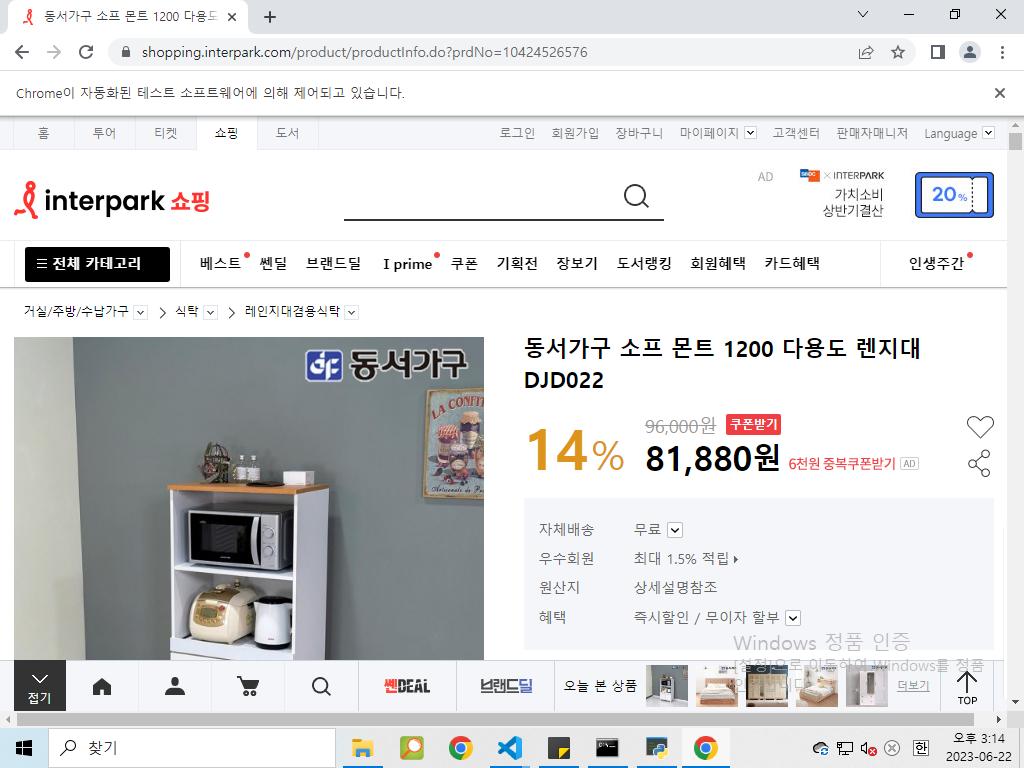 동서가구 소프 몬트 1200 다용도
shopping.interpark.com/product/productInfo.do?prdNo=10424526576
Chrome이 자동화된 테스트 소프트웨어에 의해 제어되고 있습니다.
홈 투어 티켓 쇼핑 도서 로그인 회원가입 장바구니 마이페이지 고객센터 판매자매니저 Language
AD
× INTERPARK
가치소비
상반기결산
20%
interpark 쇼핑
전체 카테고리 베스트 쎈딜 브랜드딜 I prime 쿠폰 기획전 장보기 도서랭킹 회원혜택 카드혜택 인생주간
거실/주방/수납가구 > 식탁 > 레인지대겸용식탁
동서가구
LA CONFIT
동서가구 소프 몬트 1200 다용도 렌지대
DJD022
14%
96,000원 쿠폰받기
81,880원 6천원 중복쿠폰받기 AD
자체배송 무료
우수회원 최대 1.5% 적립
원산지 상세설명참조
혜택 즉시할인 / 무이자 할부
Windows 정품 인증
[설정]으로 이동하여 Windows를 정품
접기
쎈DEAL
브랜드딜
오늘 본 상품
더보기
TOP
찾기
한
오후 3:14
2023-06-22